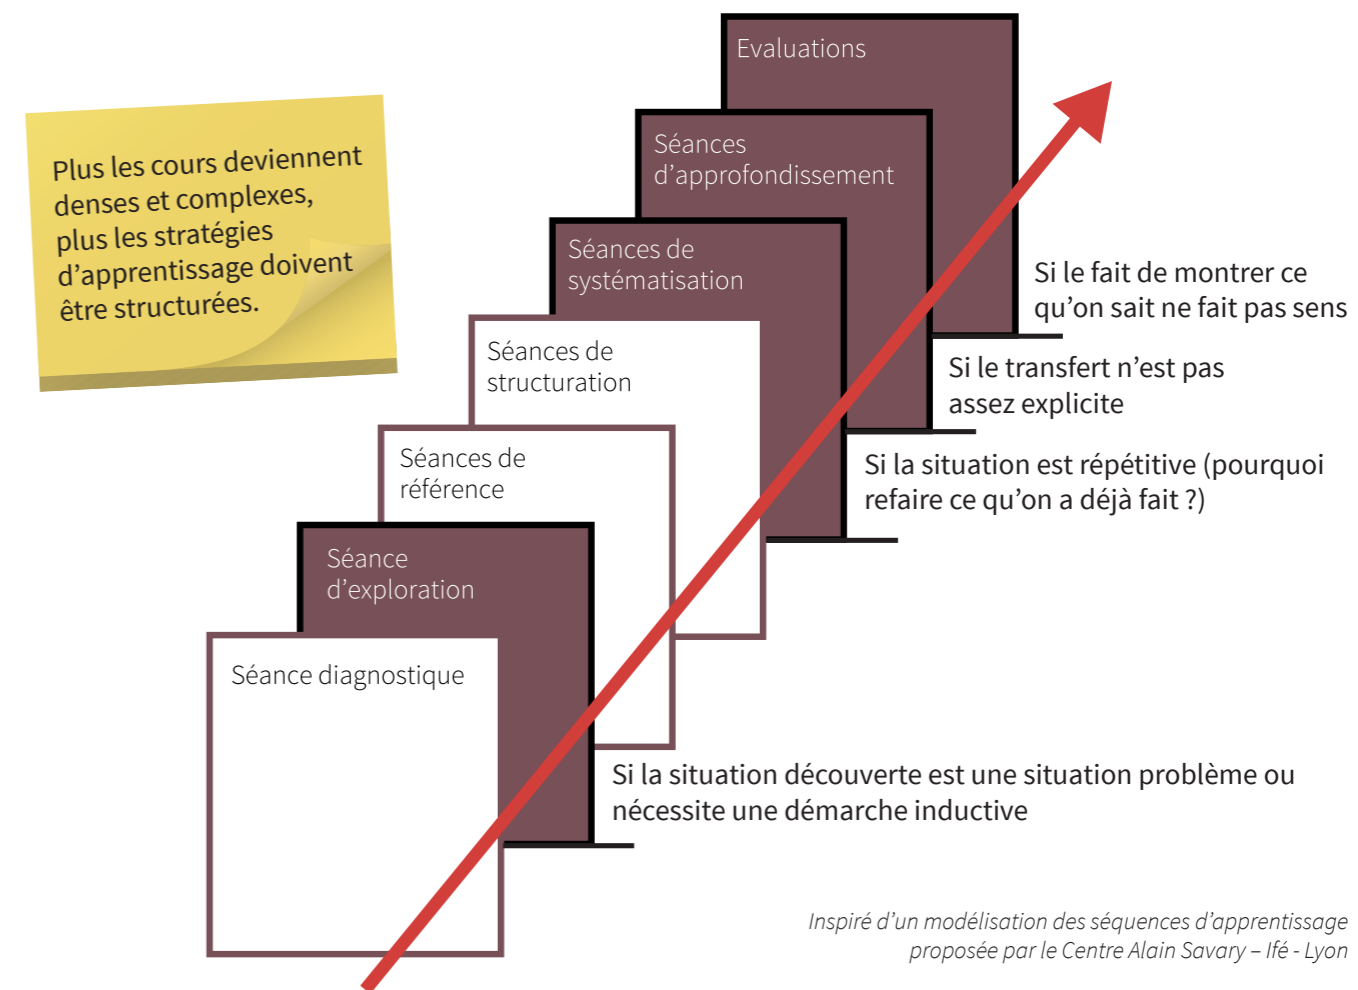 Evaluations
Séances
d’approfondissement
Plus les cours deviennent
denses et complexes,
plus les stratégies
d’apprentissage doivent
être structurées.
Séances de
systématisation
Si le fait de montrer ce
qu’on sait ne fait pas sens
Séances de
structuration
Si le transfert n’est pas
assez explicite
Séances de
référence
Si la situation est répétitive (pourquoi
refaire ce qu’on a déjà fait ?)
Séance
d’exploration
Séance diagnostique
Si la situation découverte est une situation problème ou
nécessite une démarche inductive
Inspiré d’un modélisation des séquences d’apprentissage
proposée par le Centre Alain Savary – Ifé - Lyon